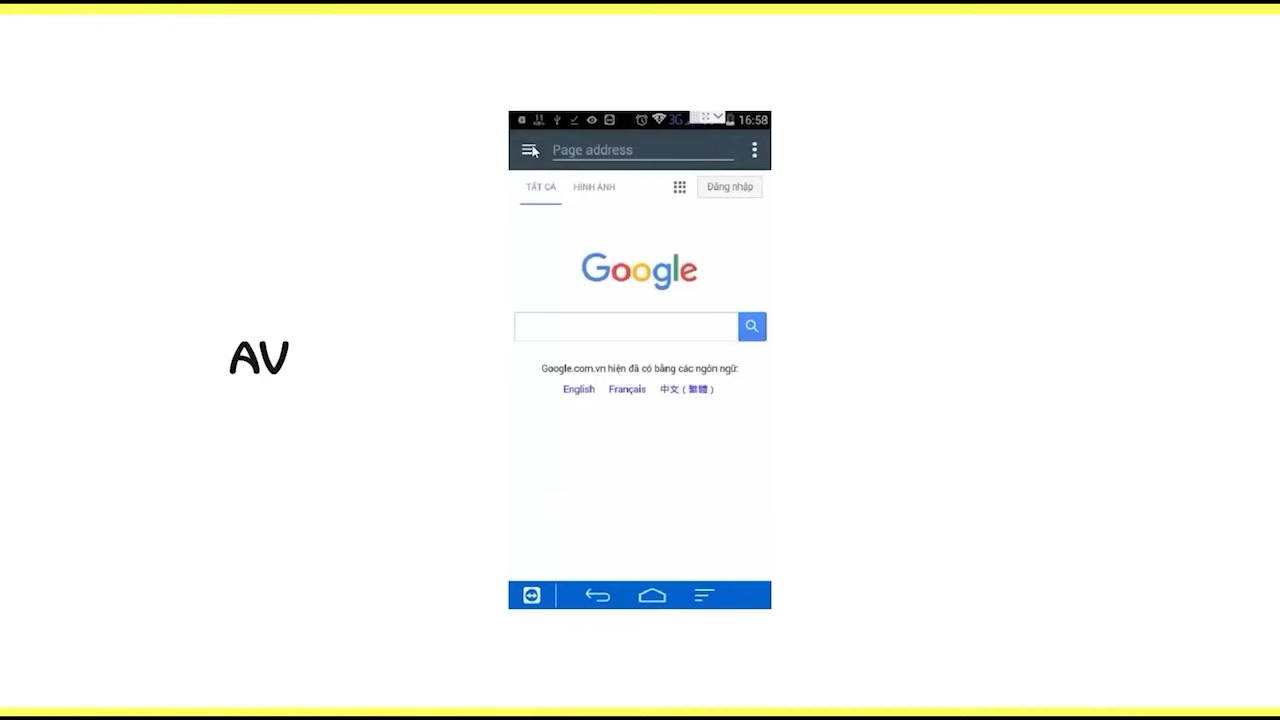 16:58
3G
Page address
TẤT CẢ HÌNH ẢNH Đăng nhập
Google
AV
Google.com.vn hiện đã có bằng các ngôn ngữ:
English Français 中文（繁體）